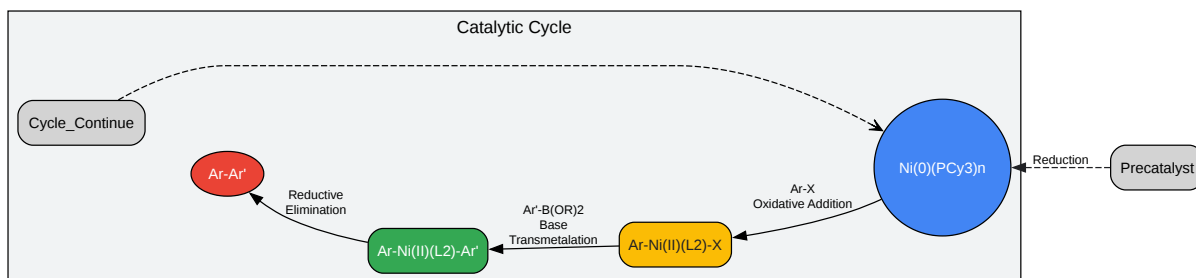 Catalytic Cycle
Cycle_Continue
Ni(0)(PCy3)n
Reduction
Precatalyst
Ar-Ar'
Ar-X
Oxidative Addition
Reductive
Elimination
Ar'-B(OR)2
Base
Transmetalation
Ar-Ni(II)(L2)-Ar'
Ar-Ni(II)(L2)-X